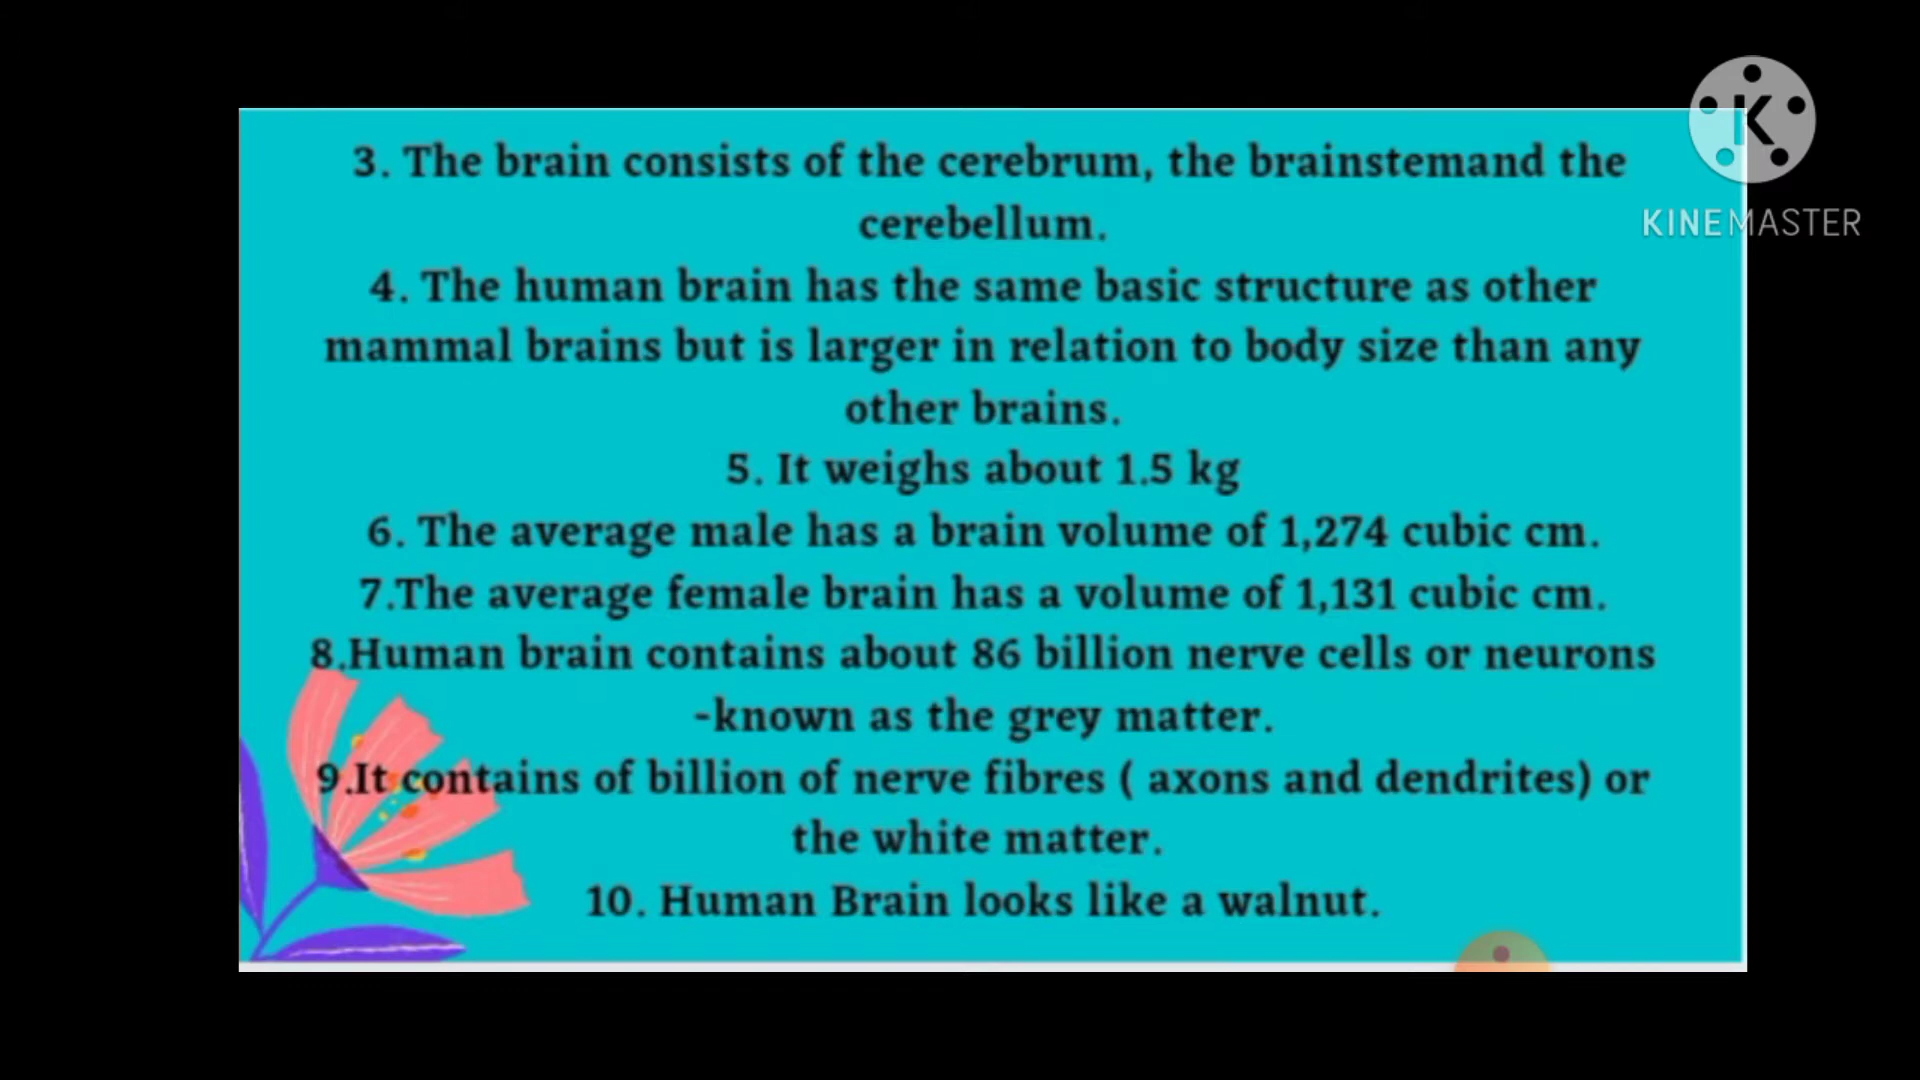 3. The brain consists of the cerebrum, the brainstemand the
cerebellum.
4. The human brain has the same basic structure as other
mammal brains but is larger in relation to body size than any
other brains.
5. It weighs about 1.5 kg
6. The average male has a brain volume of 1,274 cubic cm.
7.The average female brain has a volume of 1,131 cubic cm.
8.Human brain contains about 86 billion nerve cells or neurons
-known as the grey matter.
9.It contains of billion of nerve fibres ( axons and dendrites) or
the white matter.
10. Human Brain looks like a walnut.
K
KINEMASTER